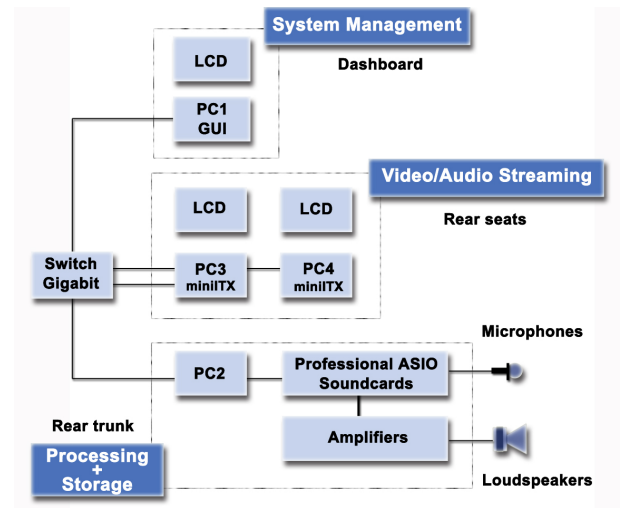 System Management
LCD
Dashboard
PC1
GUI
Video/Audio Streaming
LCD
LCD
Rear seats
Switch
Gigabit
PC3
miniITX
PC4
miniITX
Microphones
PC2
Professional ASIO
Soundcards
Rear trunk
Amplifiers
Processing
+
Storage
Loudspeakers